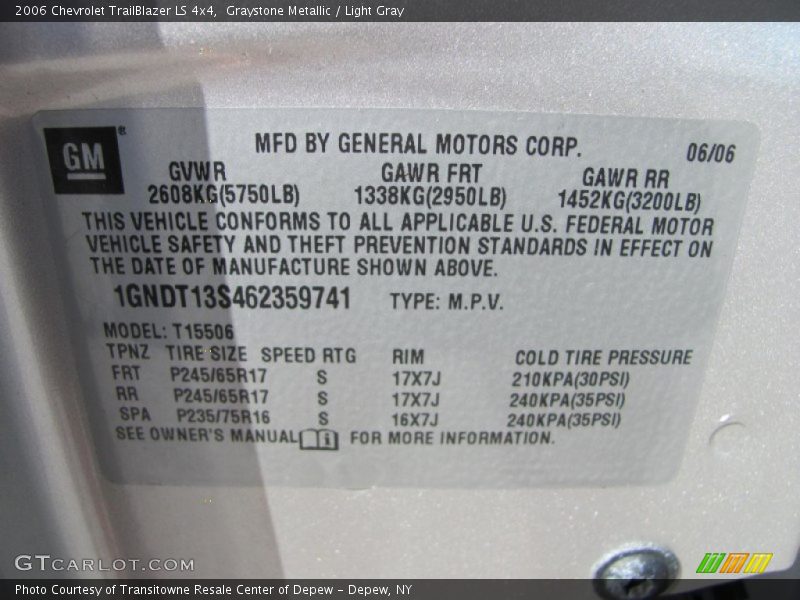 2006 Chevrolet TrailBlazer LS 4x4, Graystone Metallic / Light Gray
GM®
MFD BY GENERAL MOTORS CORP.
06/06
GVWR GAWR FRT GAWR RR
2608KG(5750LB) 1338KG(2950LB) 1452KG(3200LB)
THIS VEHICLE CONFORMS TO ALL APPLICABLE U.S. FEDERAL MOTOR
VEHICLE SAFETY AND THEFT PREVENTION STANDARDS IN EFFECT ON
THE DATE OF MANUFACTURE SHOWN ABOVE.
1GNDT13S462359741 TYPE: M.P.V.
MODEL: T15506
TPNZ TIRE SIZE SPEED RTG RIM COLD TIRE PRESSURE
FRT P245/65R17 S 17X7J 210KPA(30PSI)
RR P245/65R17 S 17X7J 240KPA(35PSI)
SPA P235/75R16 S 16X7J 240KPA(35PSI)
SEE OWNER'S MANUAL i FOR MORE INFORMATION.
GTCARLOT.COM
Photo Courtesy of Transitowne Resale Center of Depew – Depew, NY